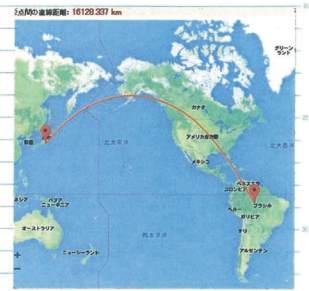 2点間の直線距離: 16128.337 km
グリーン
ランド
カナダ
アメリカ合衆国
北太平洋
北大西洋
メキシコ
ベネズエラ
コロンビア
ブラジル
ペルー
ボリビア
パプア
ニューギニア
南太平洋
チリ
オーストラリア
アルゼンチン
ニュージーランド